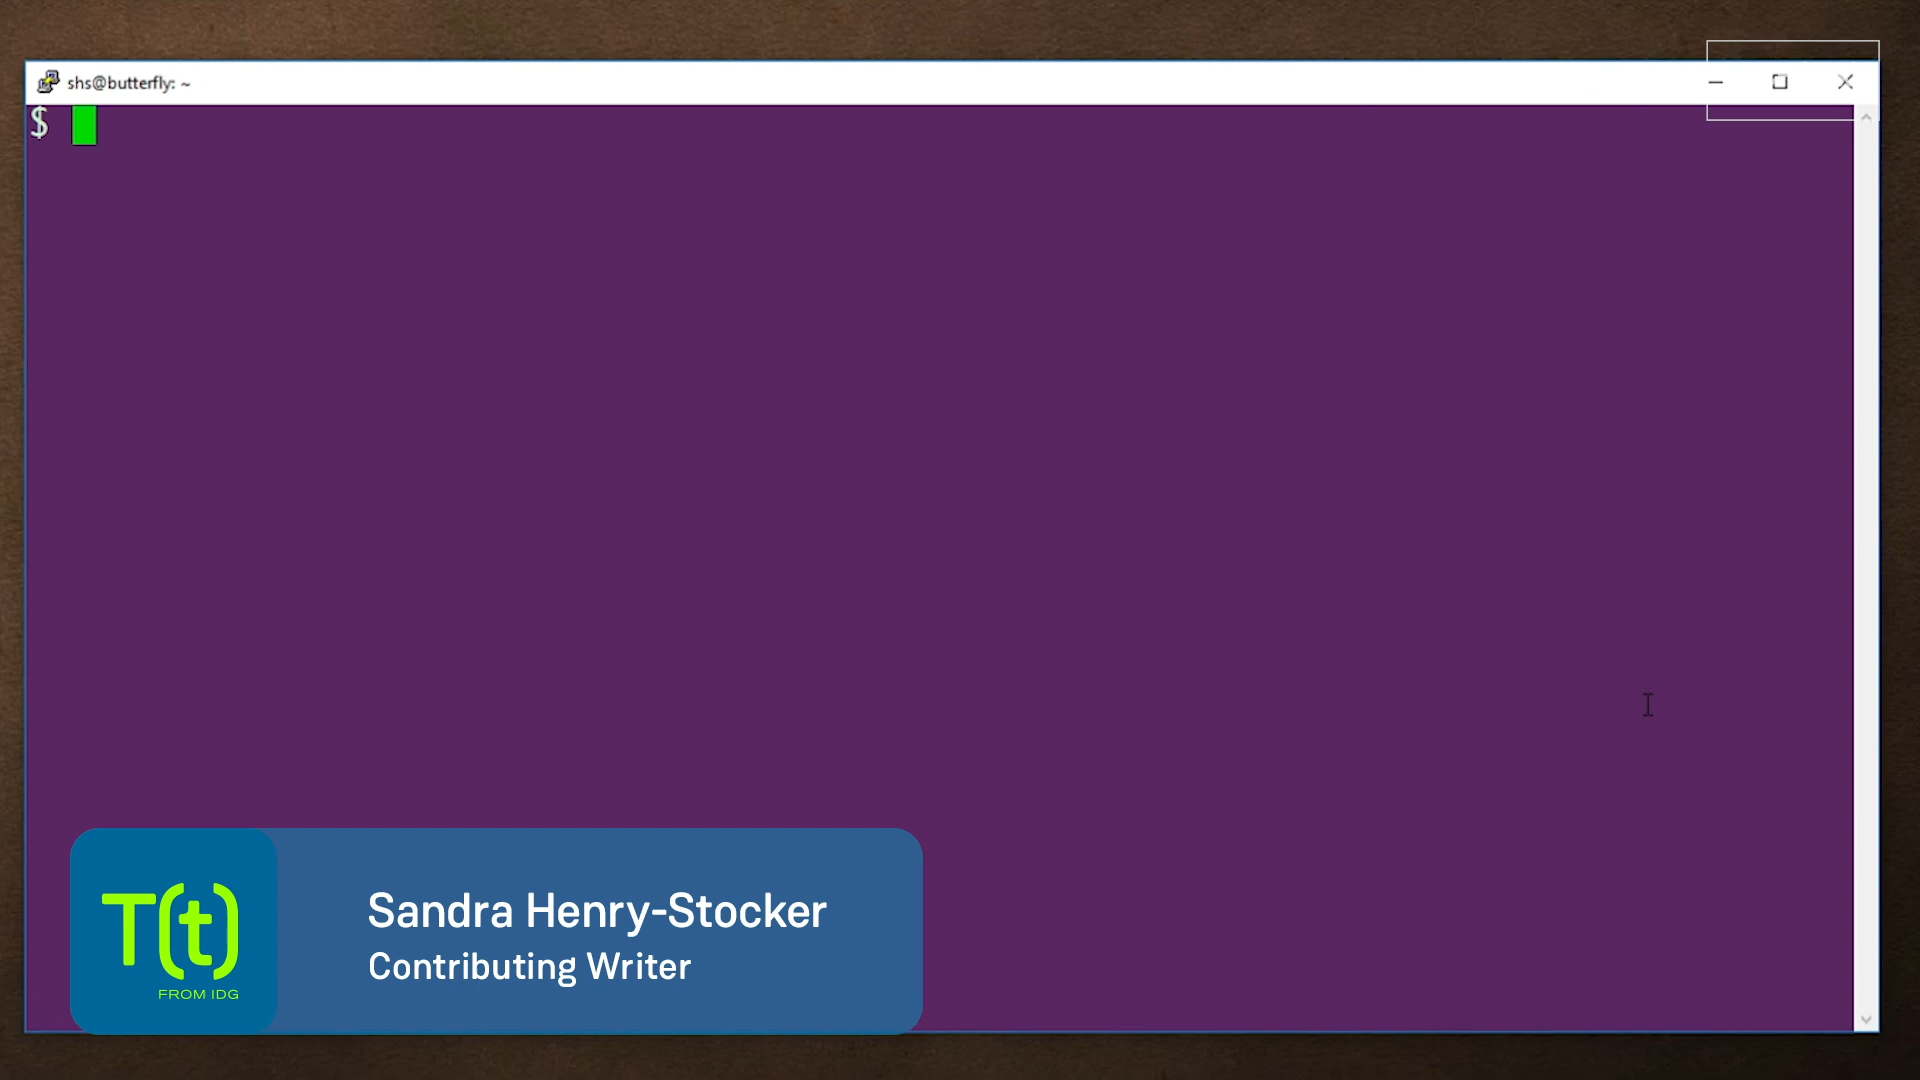 shs@butterfly: ~
$
T(t)
FROM IDG
Sandra Henry-Stocker
Contributing Writer